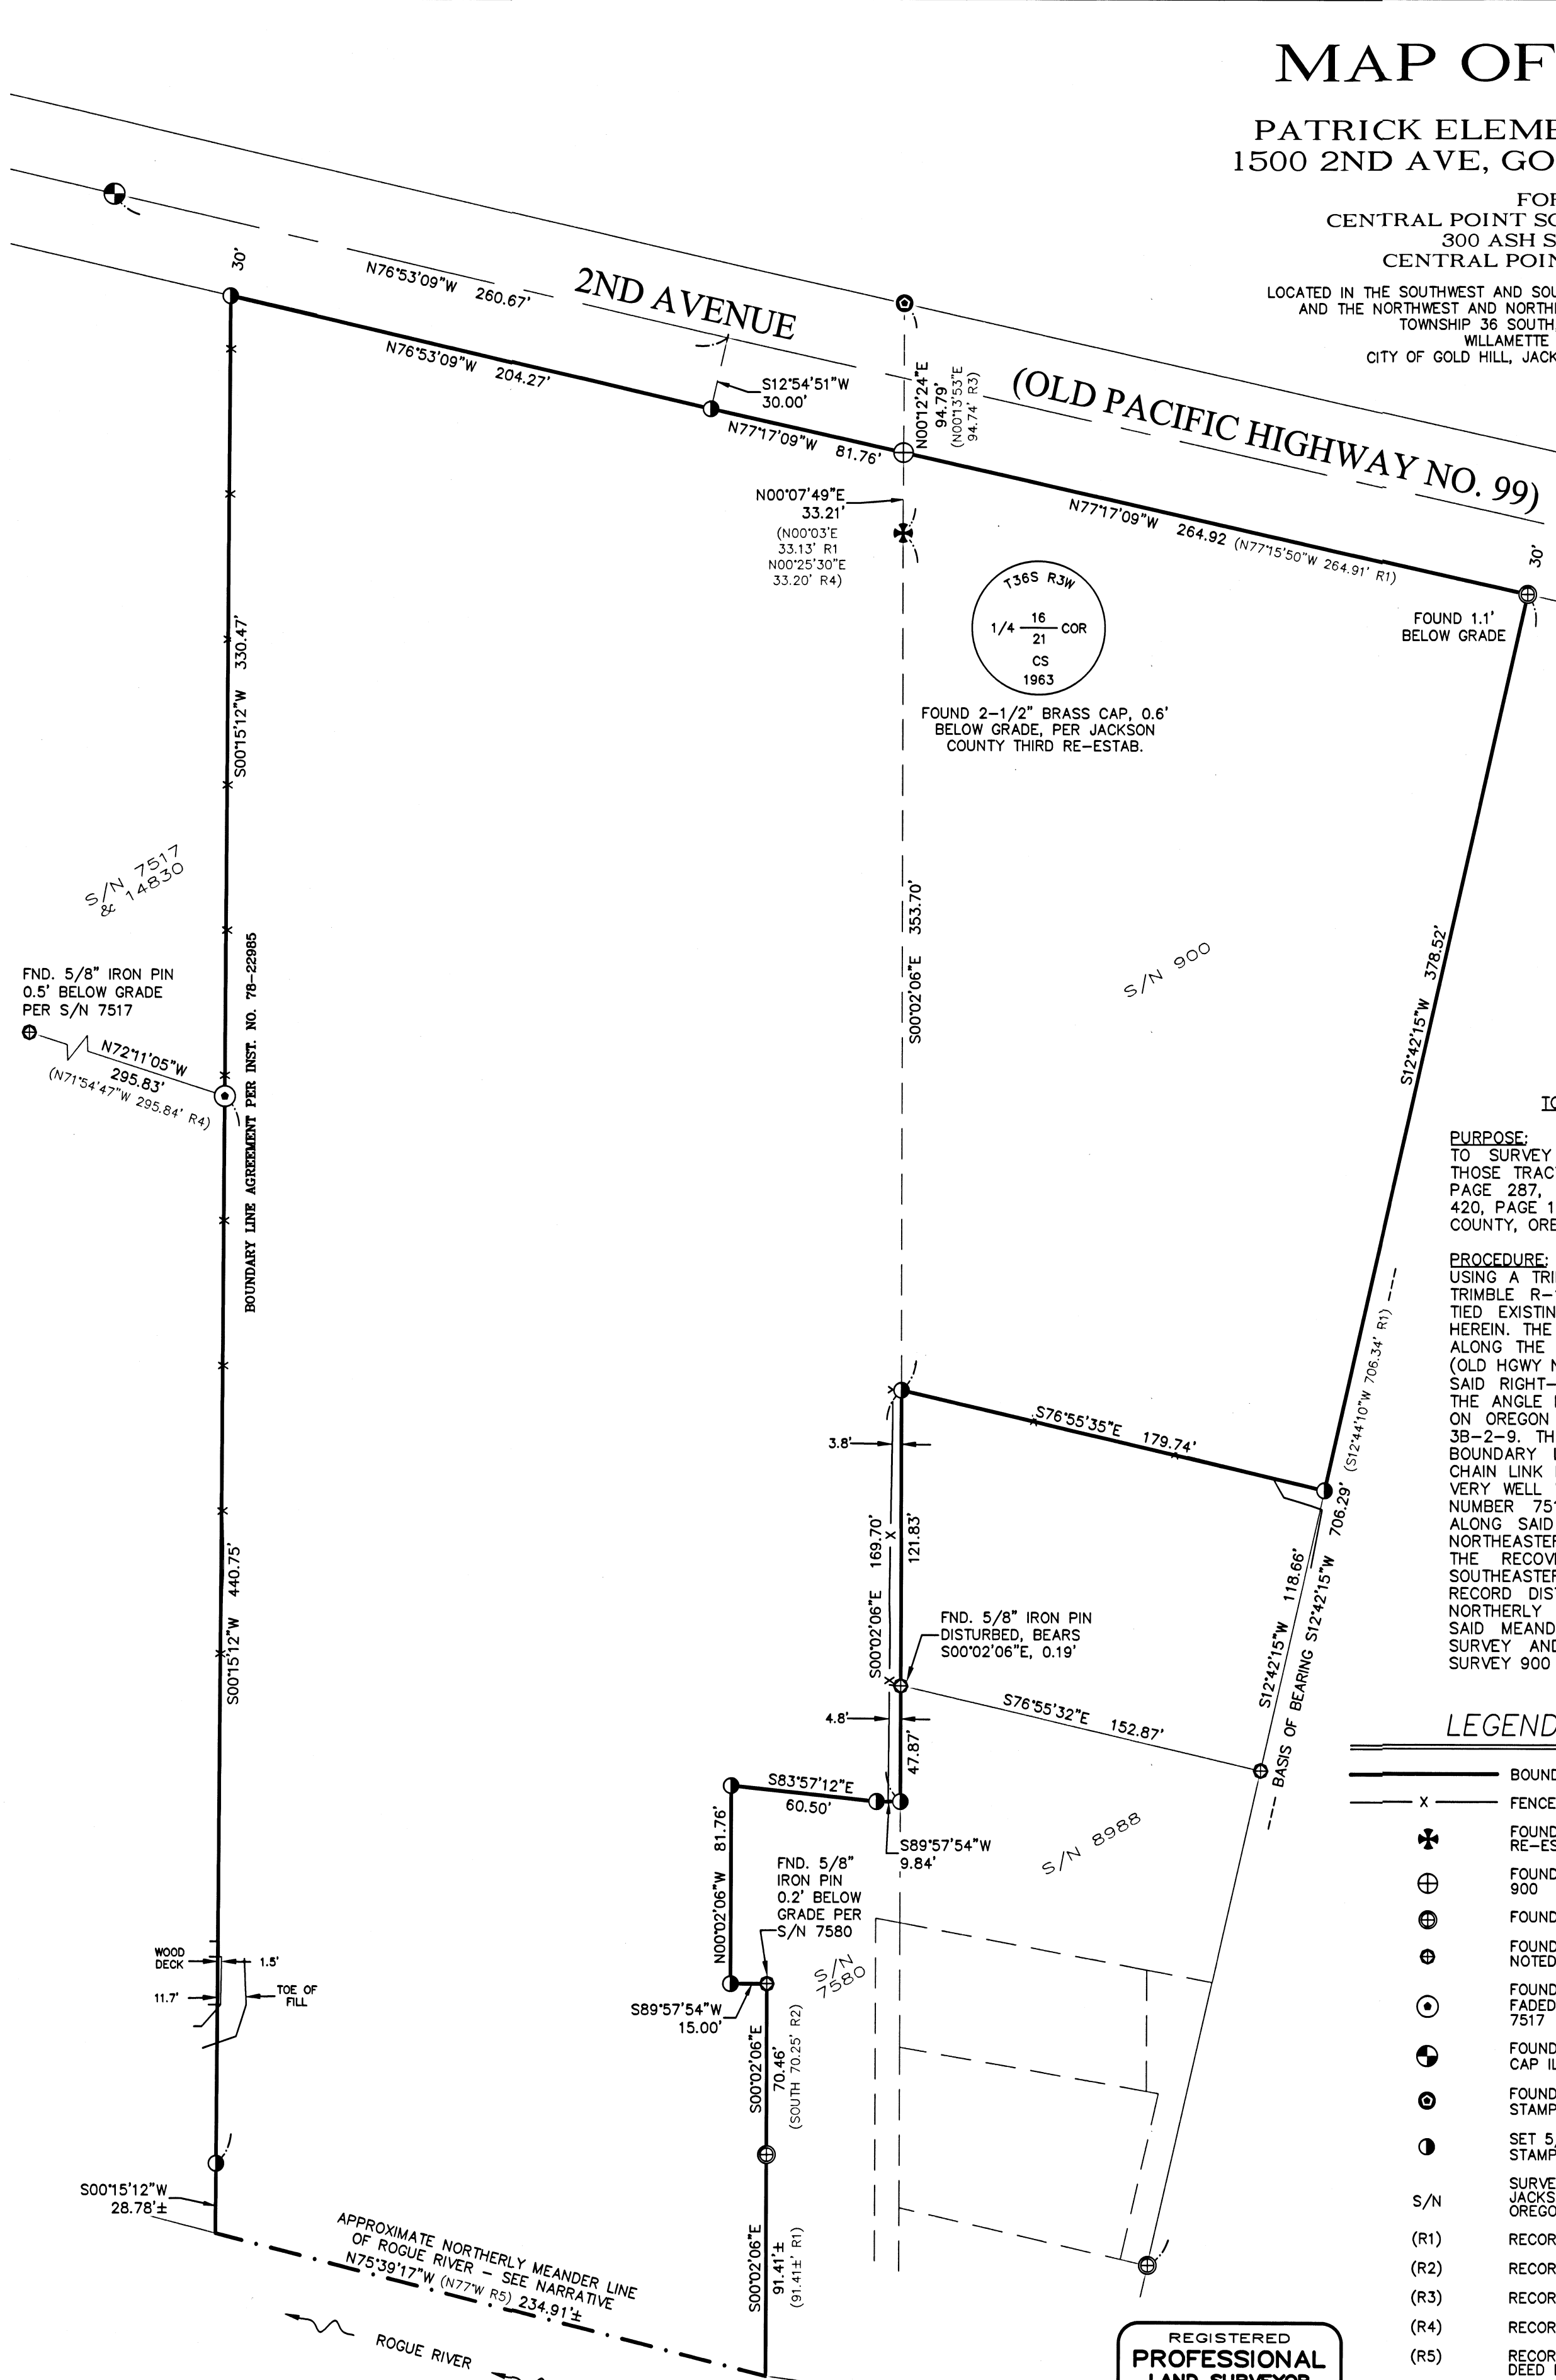 MAP OF
PATRICK ELEME
1500 2ND AVE, GO
FOR
CENTRAL POINT SC
300 ASH S
CENTRAL POIN
LOCATED IN THE SOUTHWEST AND SOU
AND THE NORTHWEST AND NORTH
TOWNSHIP 36 SOUTH,
WILLAMETTE
CITY OF GOLD HILL, JACK
30'
N76°53'09"W 260.67'
2ND AVENUE
(OLD PACIFIC HIGHWAY NO. 99)
N76°53'09"W 204.27'
S12°54'51"W
30.00'
N77°17'09"W 81.76'
N00°12'24"E
94.79'
(N00°13'53"E
94.74' R3)
N00°07'49"E
33.21'
(N00°03'E
33.13' R1
N00°25'30"E
33.20' R4)
N77°17'09"W 264.92 (N77°15'50"W 264.91' R1)
30'
T36S R3W
16
1/4 COR
21
CS
1963
FOUND 1.1'
BELOW GRADE
FOUND 2-1/2" BRASS CAP, 0.6'
BELOW GRADE, PER JACKSON
COUNTY THIRD RE-ESTAB.
S00°15'12"W 330.47'
S/N 7517
& 14830
S00°02'06"E 353.70'
S/N 900
S12°42'15"W 378.52'
FND. 5/8" IRON PIN
0.5' BELOW GRADE
PER S/N 7517
N72°11'05"W
295.83'
(N71°54'47"W 295.84' R4)
BOUNDARY LINE AGREEMENT PER INST. NO. 78-22985
PURPOSE:
TO SURVEY
THOSE TRAC
PAGE 287,
420, PAGE 1
COUNTY, ORE
PROCEDURE:
USING A TRI
TRIMBLE R-
TIED EXISTIN
HEREIN. THE
ALONG THE
(OLD HGWY N
SAID RIGHT-
THE ANGLE
ON OREGON
3B-2-9. TH
BOUNDARY L
CHAIN LINK
VERY WELL
NUMBER 751
ALONG SAID
NORTHEASTER
THE RECOV
SOUTHEASTER
RECORD DIS
NORTHERLY
SAID MEAND
SURVEY AND
SURVEY 900
S76°55'35"E 179.74'
3.8'
S00°02'06"E 169.70'
121.83'
BASIS OF BEARING S12°42'15"W 706.29' (S12°44'10"W 706.34' R1)
S12°42'15"W 118.66'
S00°15'12"W 440.75'
FND. 5/8" IRON PIN
DISTURBED, BEARS
S00°02'06"E, 0.19'
S76°55'32"E 152.87'
4.8'
47.87'
S83°57'12"E
60.50'
S89°57'54"W
9.84'
S/N 8988
N00°02'06"W 81.76'
FND. 5/8"
IRON PIN
0.2' BELOW
GRADE PER
S/N 7580
S/N
7580
WOOD
DECK
1.5'
11.7'
TOE OF
FILL
S89°57'54"W
15.00'
S00°02'06"E
70.46'
(SOUTH 70.25' R2)
S00°15'12"W
28.78'±
APPROXIMATE NORTHERLY MEANDER LINE
OF ROGUE RIVER - SEE NARRATIVE
N75°39'17"W (N77°W R5) 234.91'±
ROGUE RIVER
S00°02'06"E
91.41'±
(91.41±' R1)
LEGEND
BOUN
X FENCE
FOUND
RE-ES
FOUND
900
FOUND
FOUND
NOTED
FOUND
FADED
7517
FOUND
CAP IL
FOUND
STAMP
SET 5/
STAMP
S/N SURVE
JACKS
OREGO
(R1) RECOR
(R2) RECOR
(R3) RECOR
(R4) RECOR
(R5) RECOR
DEED
REGISTERED
PROFESSIONAL
LAND SURVEYOR